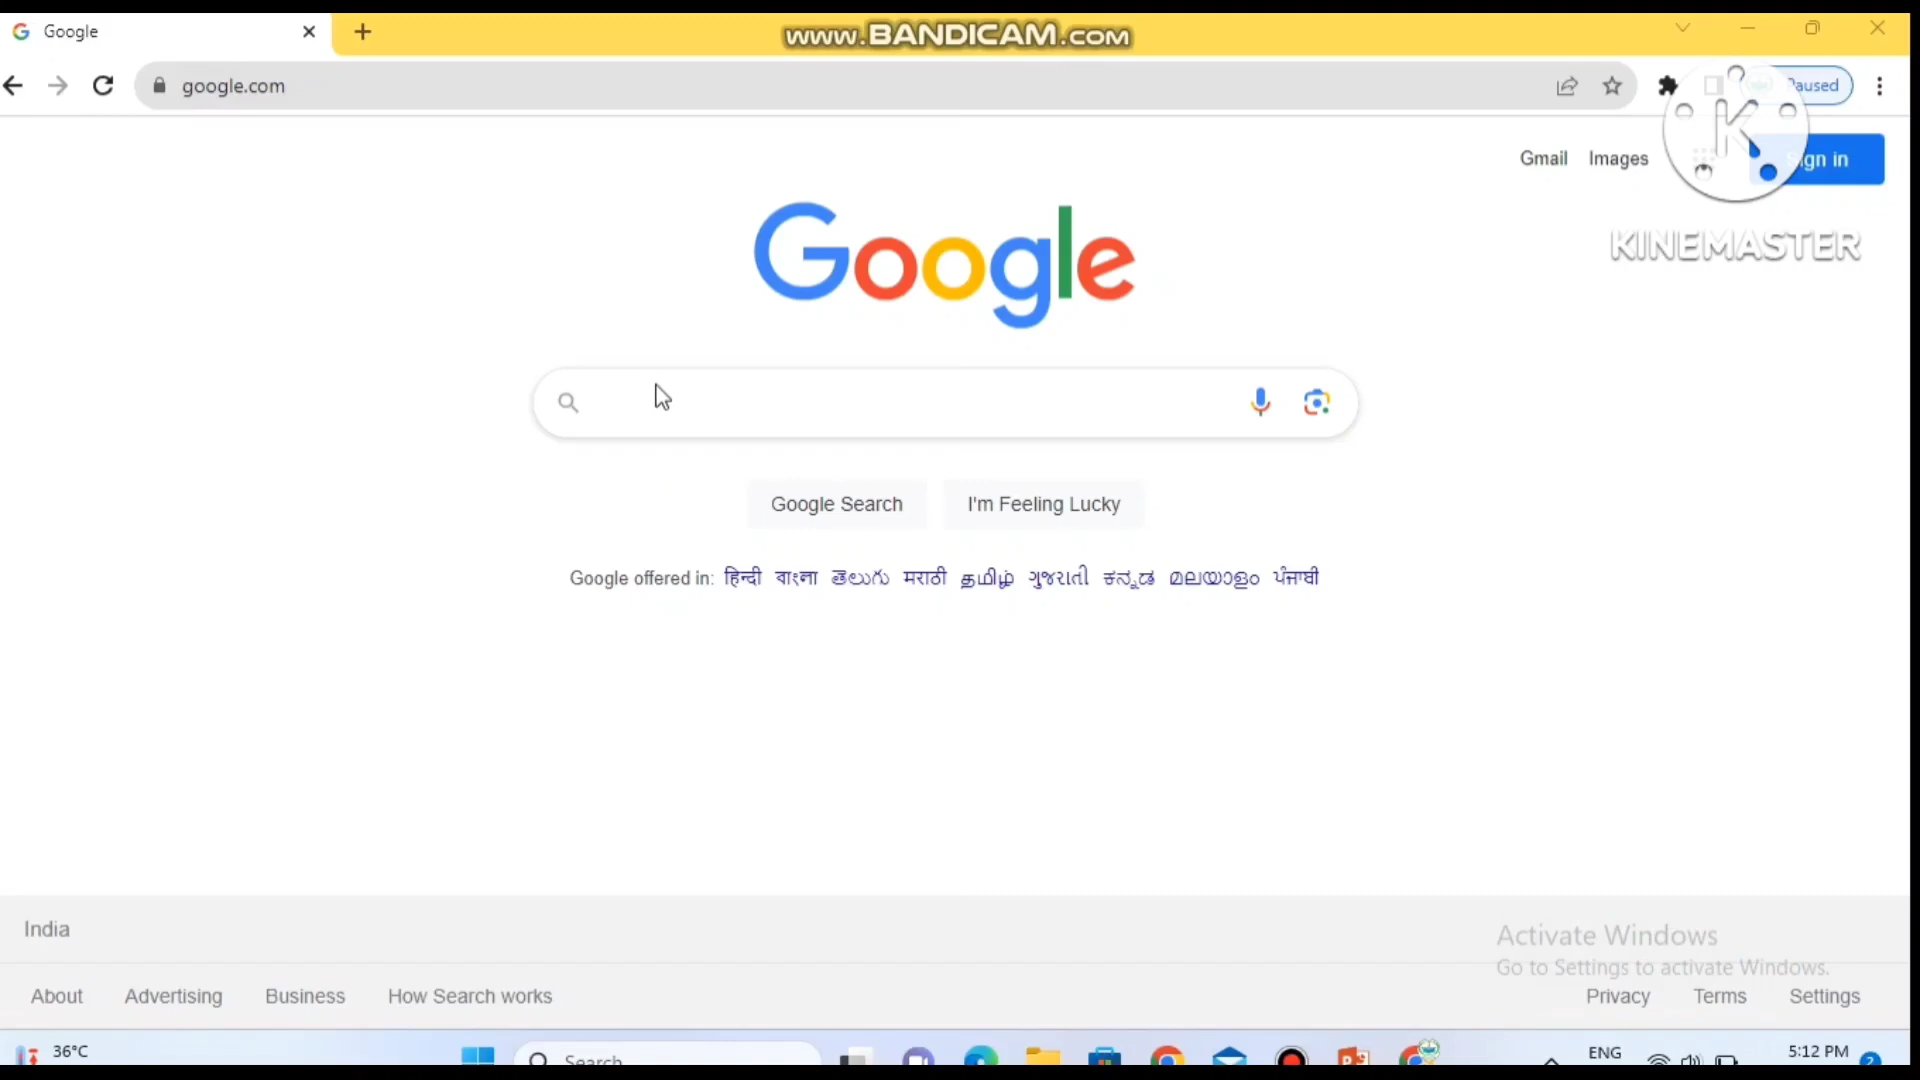 Google
www.BANDICAM.com
google.com
Paused
Gmail Images
KINEMASTER
Google
Google Search I'm Feeling Lucky
Google offered in: हिन्दी বাংলা తెలుగు मराठी தமிழ் ગુજરાતી ಕನ್ನಡ മലയാളം ਪੰਜਾਬੀ
India
Activate Windows
Go to Settings to activate Windows.
About Advertising Business How Search works Privacy Terms Settings
36°C
Search
ENG
5:12 PM
2